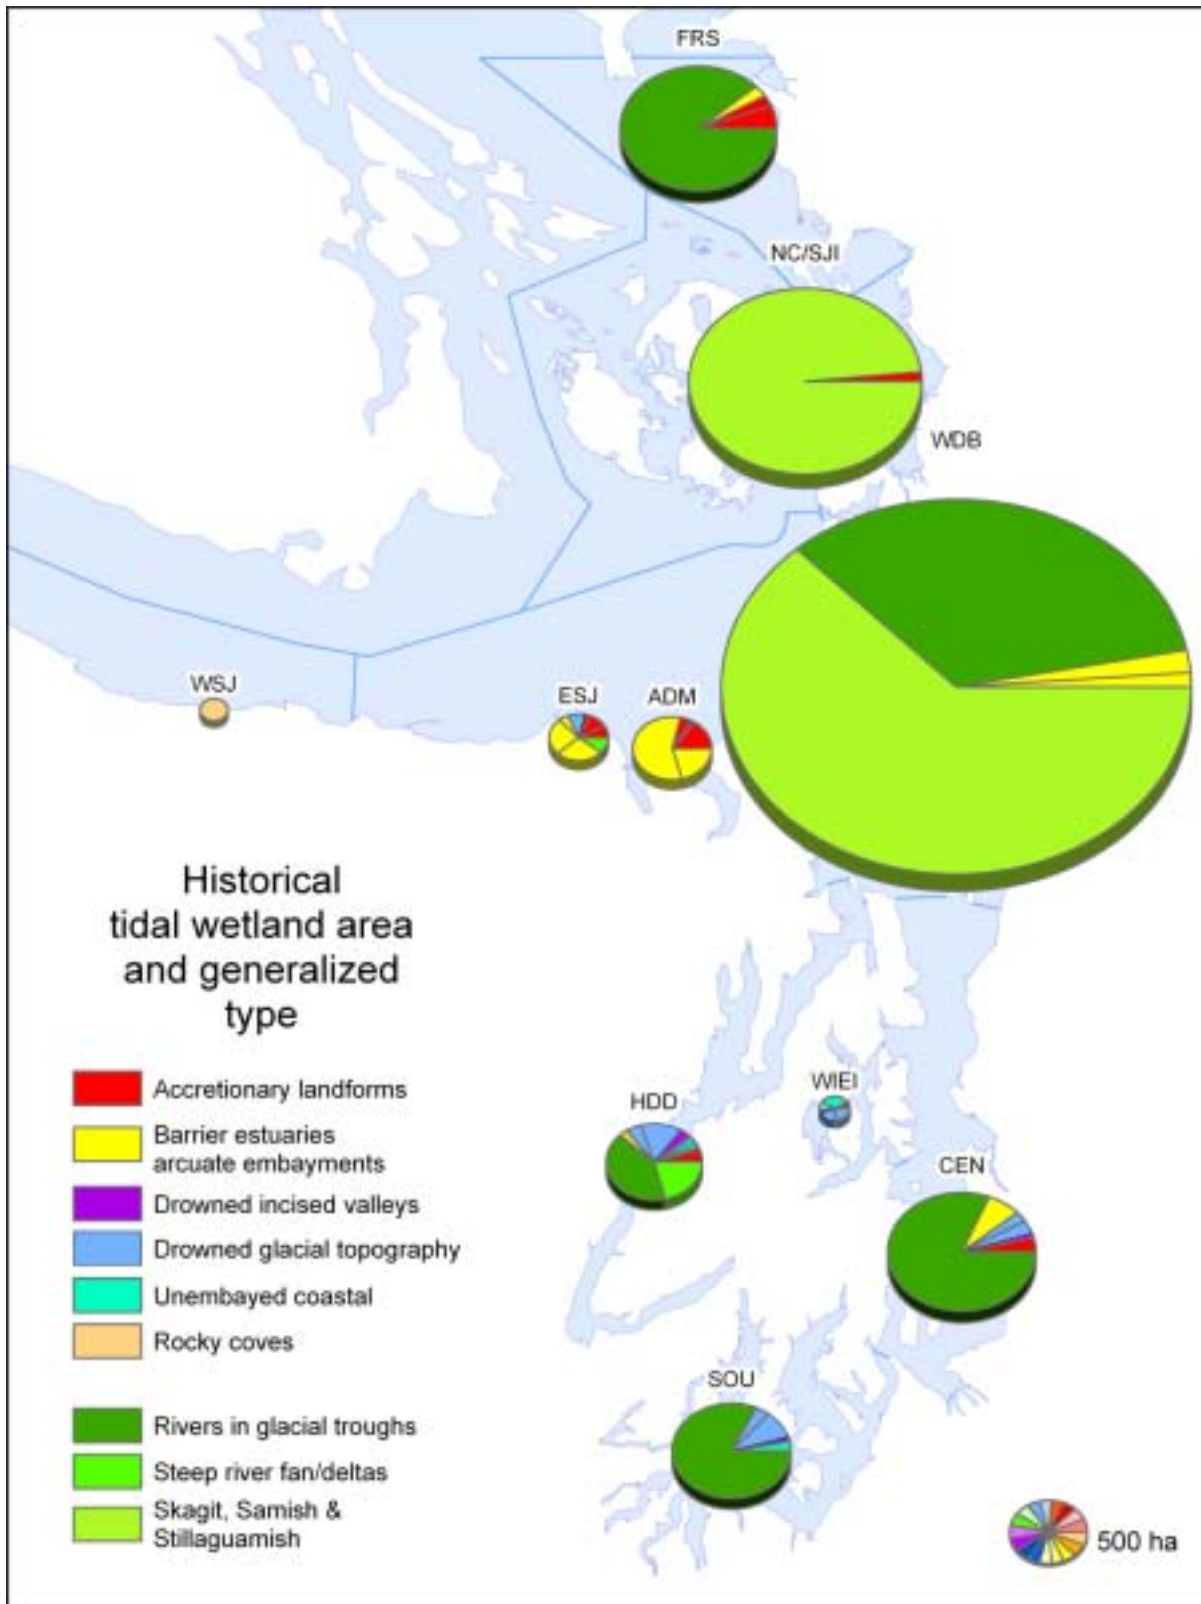 FRS
NC/SJI
WDB
WSJ
ESJ
ADM
Historical
tidal wetland area
and generalized
type
Accretionary landforms
Barrier estuaries
arcuate embayments
Drowned incised valleys
Drowned glacial topography
Unembayed coastal
Rocky coves
Rivers in glacial troughs
Steep river fan/deltas
Skagit, Samish &
Stillaguamish
WIEI
HDD
CEN
SOU
500 ha